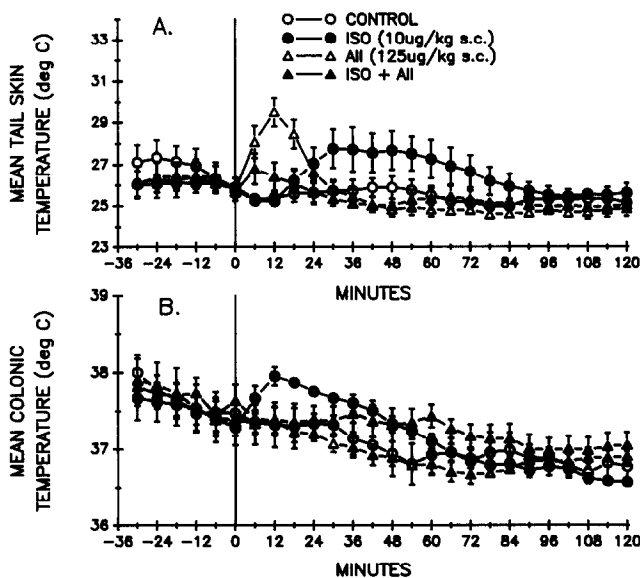 A.
CONTROL
ISO (10ug/kg s.c.)
AII (125ug/kg s.c.)
ISO + AII
MEAN TAIL SKIN
TEMPERATURE (deg C)
33
31
29
27
25
23
-36 -24 -12 0 12 24 36 48 60 72 84 96 108 120
MINUTES
B.
MEAN COLONIC
TEMPERATURE (deg C)
39
38
37
36
-36 -24 -12 0 12 24 36 48 60 72 84 96 108 120
MINUTES